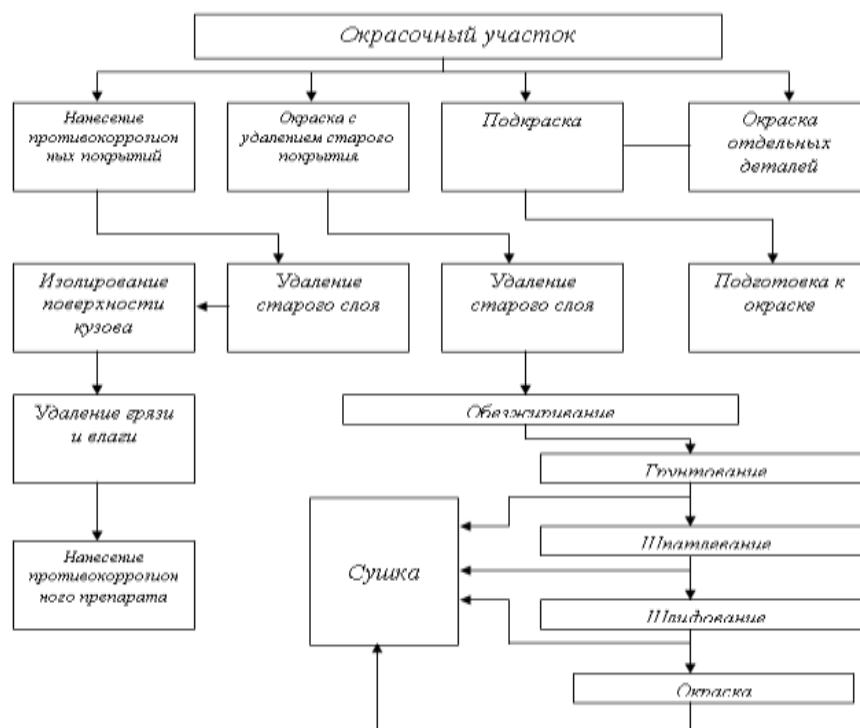 Окрасочный участок
Нанесение
противокоррозион
ных покрытий
Окраска с
удалением старого
покрытия
Подкраска
Окраска
отдельных
деталей
Изолирование
поверхности
кузова
Удаление
старого слоя
Удаление
старого слоя
Подготовка к
окраске
Удаление грязи
и влаги
Обезжиривание
Грунтование
Нанесение
противокоррозион
ного препарата
Сушка
Шпатлевание
Шлифование
Окраска